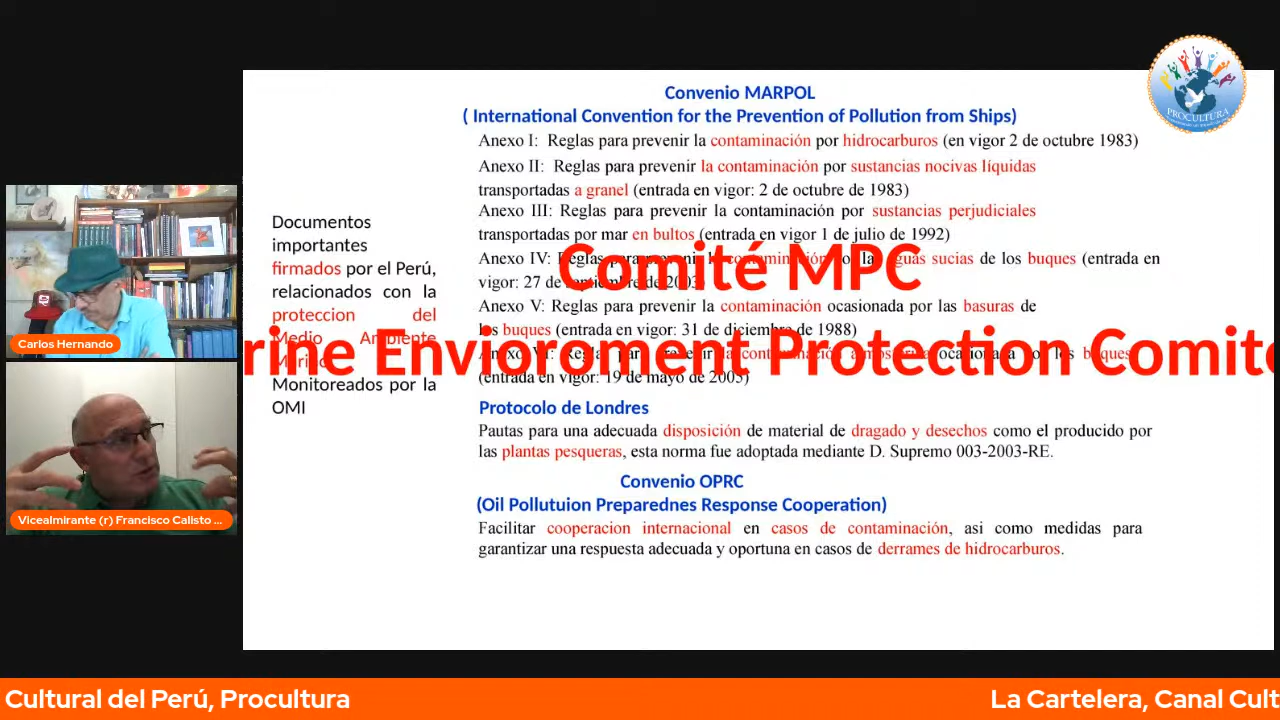 PROCULTURA
Convenio MARPOL
( International Convention for the Prevention of Pollution from Ships)
Anexo I: Reglas para prevenir la contaminación por hidrocarburos (en vigor 2 de octubre 1983)
Anexo II: Reglas para prevenir la contaminación por sustancias nocivas líquidas
transportadas a granel (entrada en vigor: 2 de octubre de 1983)
Anexo III: Reglas para prevenir la contaminación por sustancias perjudiciales
transportadas por mar en bultos (entrada en vigor 1 de julio de 1992)
Anexo IV: Reglas para prevenir la contaminación por las aguas sucias de los buques (entrada en
vigor: 27 de septiembre de 2003)
Anexo V: Reglas para prevenir la contaminación ocasionada por las basuras de
los buques (entrada en vigor: 31 de diciembre de 1988)
Anexo VI: Reglas para prevenir la contaminación atmosférica ocasionada por los buques
(entrada en vigor: 19 de mayo de 2005)
Protocolo de Londres
Pautas para una adecuada disposición de material de dragado y desechos como el producido por
las plantas pesqueras, esta norma fue adoptada mediante D. Supremo 003-2003-RE.
Convenio OPRC
(Oil Pollutuion Preparednes Response Cooperation)
Facilitar cooperacion internacional en casos de contaminación, asi como medidas para
garantizar una respuesta adecuada y oportuna en casos de derrames de hidrocarburos.
Comité MPC
rine Envioroment Protection Comite
Documentos
importantes
firmados por el Perú,
relacionados con la
proteccion del
Medio Ambiente
Marino
Monitoreados por la
OMI
Carlos Hernando
Vicealmirante (r) Francisco Calisto ...
Cultural del Perú, Procultura
La Cartelera, Canal Cult